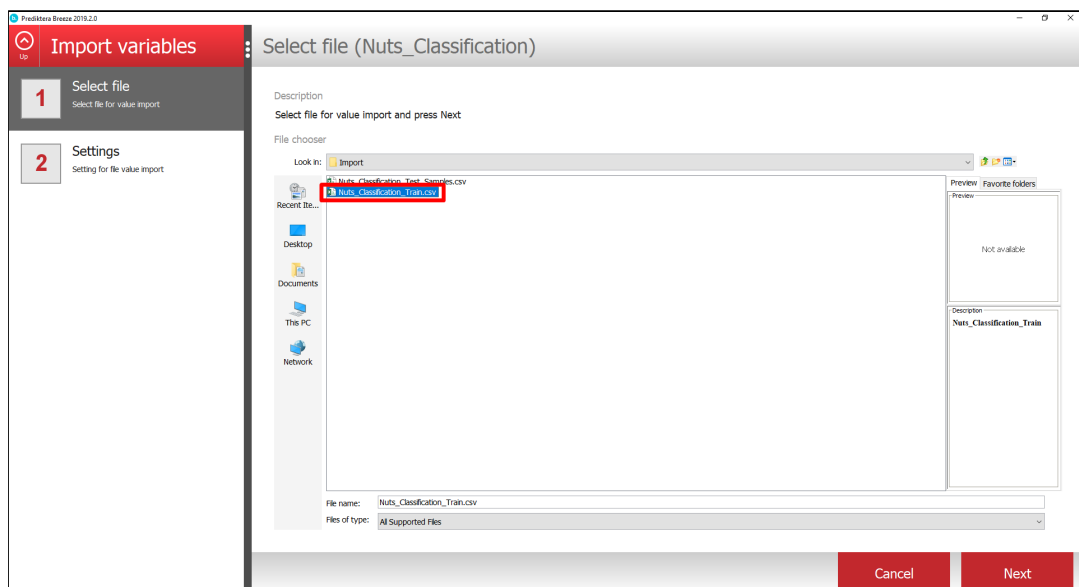 Prediktera Breeze 2019.2.0
Up
Import variables
Select file (Nuts_Classification)
1
Select file
Select file for value import
2
Settings
Setting for file value import
Description
Select file for value import and press Next
File chooser
Look in:
Import
Recent Ite...
Desktop
Documents
This PC
Network
Nuts_Classification_Test_Samples.csv
Nuts_Classification_Train.csv
Preview
Favorite folders
Preview
Not available
Description
Nuts_Classification_Train
File name:
Nuts_Classification_Train.csv
Files of type:
All Supported Files
Cancel
Next